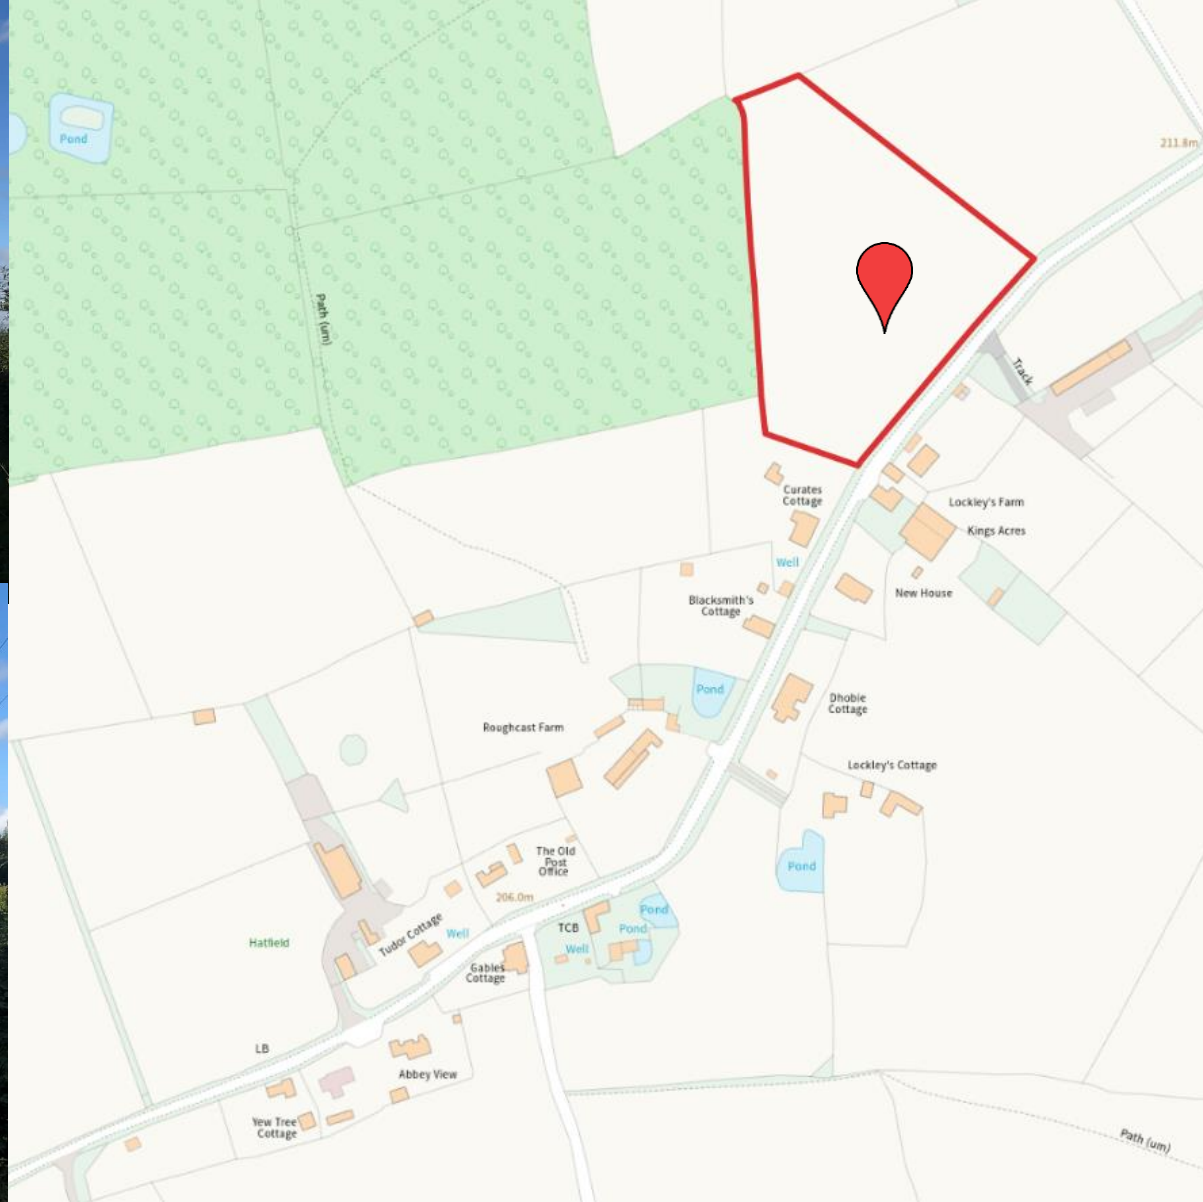 Pond
211.8m
Path (um)
Track
Curates
Cottage
Lockley's Farm
Kings Acres
Well
New House
Blacksmith's
Cottage
Pond
Dhobie
Cottage
Roughcast Farm
Lockley's Cottage
The Old
Post
Office
Pond
206.0m
Pond
Tudor Cottage
Well
TCB
Pond
Well
Hatfield
Gables
Cottage
LB
Abbey View
Yew Tree
Cottage
Path (um)